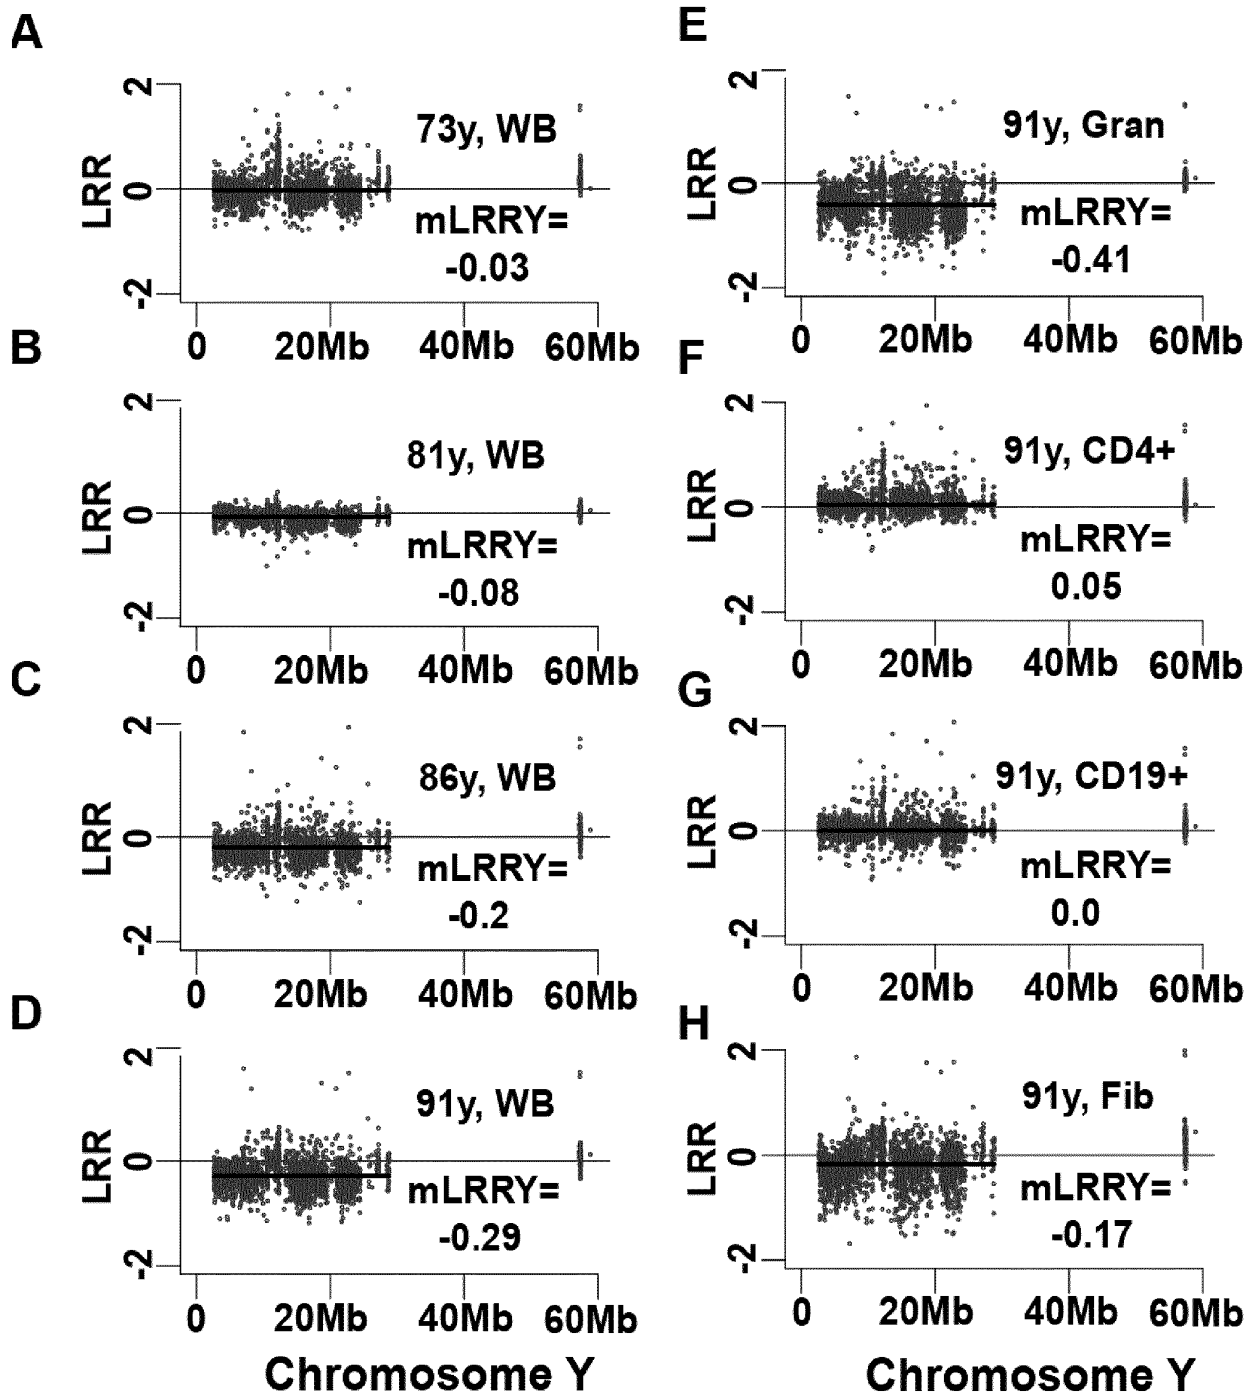 A
2
0
-2
LRR
73y, WB
mLRRY=
-0.03
0 20Mb 40Mb 60Mb
B
2
0
-2
LRR
81y, WB
mLRRY=
-0.08
0 20Mb 40Mb 60Mb
C
2
0
-2
LRR
86y, WB
mLRRY=
-0.2
0 20Mb 40Mb 60Mb
D
2
0
-2
LRR
91y, WB
mLRRY=
-0.29
0 20Mb 40Mb 60Mb
Chromosome Y
E
2
0
-2
LRR
91y, Gran
mLRRY=
-0.41
0 20Mb 40Mb 60Mb
F
2
0
-2
LRR
91y, CD4+
mLRRY=
0.05
0 20Mb 40Mb 60Mb
G
2
0
-2
LRR
91y, CD19+
mLRRY=
0.0
0 20Mb 40Mb 60Mb
H
2
0
-2
LRR
91y, Fib
mLRRY=
-0.17
0 20Mb 40Mb 60Mb
Chromosome Y